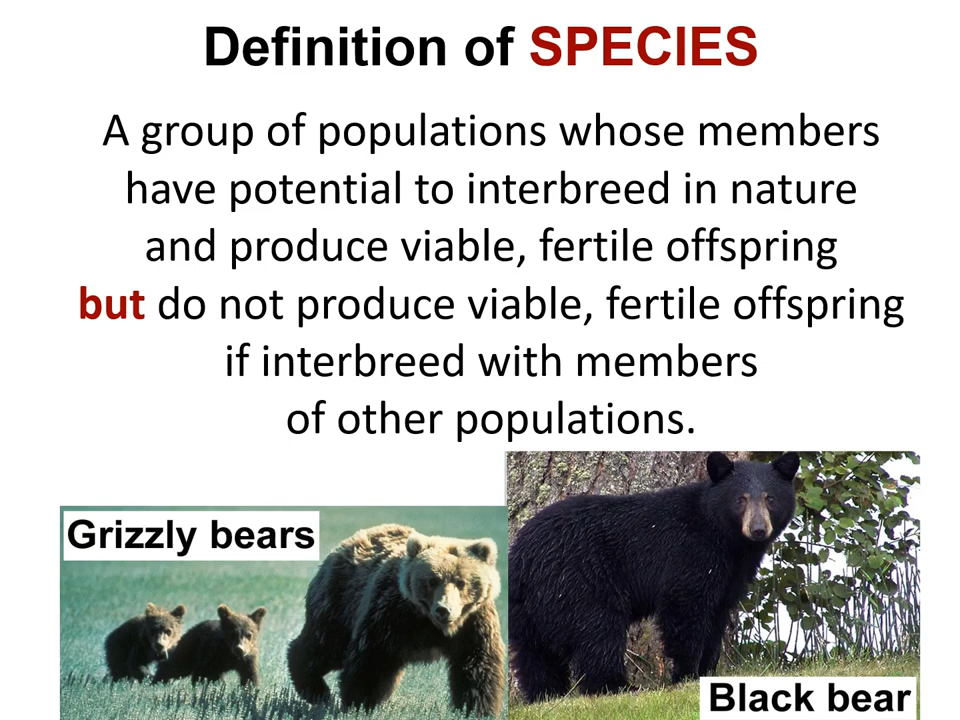 Definition of SPECIES
A group of populations whose members
have potential to interbreed in nature
and produce viable, fertile offspring
but do not produce viable, fertile offspring
if interbreed with members
of other populations.
Grizzly bears
Black bear